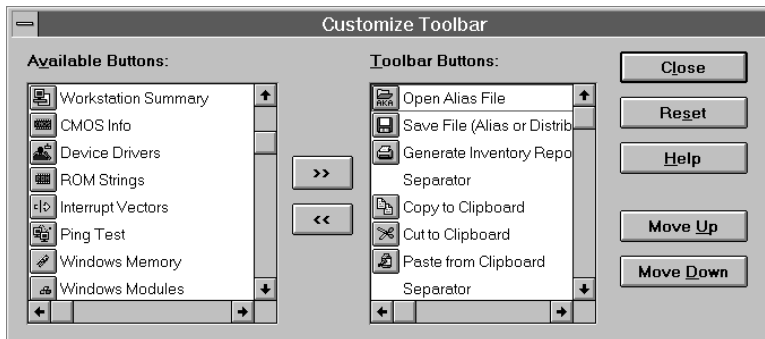 Customize Toolbar
Available Buttons:
Workstation Summary
CMOS Info
Device Drivers
ROM Strings
Interrupt Vectors
Ping Test
Windows Memory
Windows Modules
>>
<<
Toolbar Buttons:
AKA Open Alias File
Save File (Alias or Distrib
Generate Inventory Repo
Separator
Copy to Clipboard
Cut to Clipboard
Paste from Clipboard
Separator
Close
Reset
Help
Move Up
Move Down